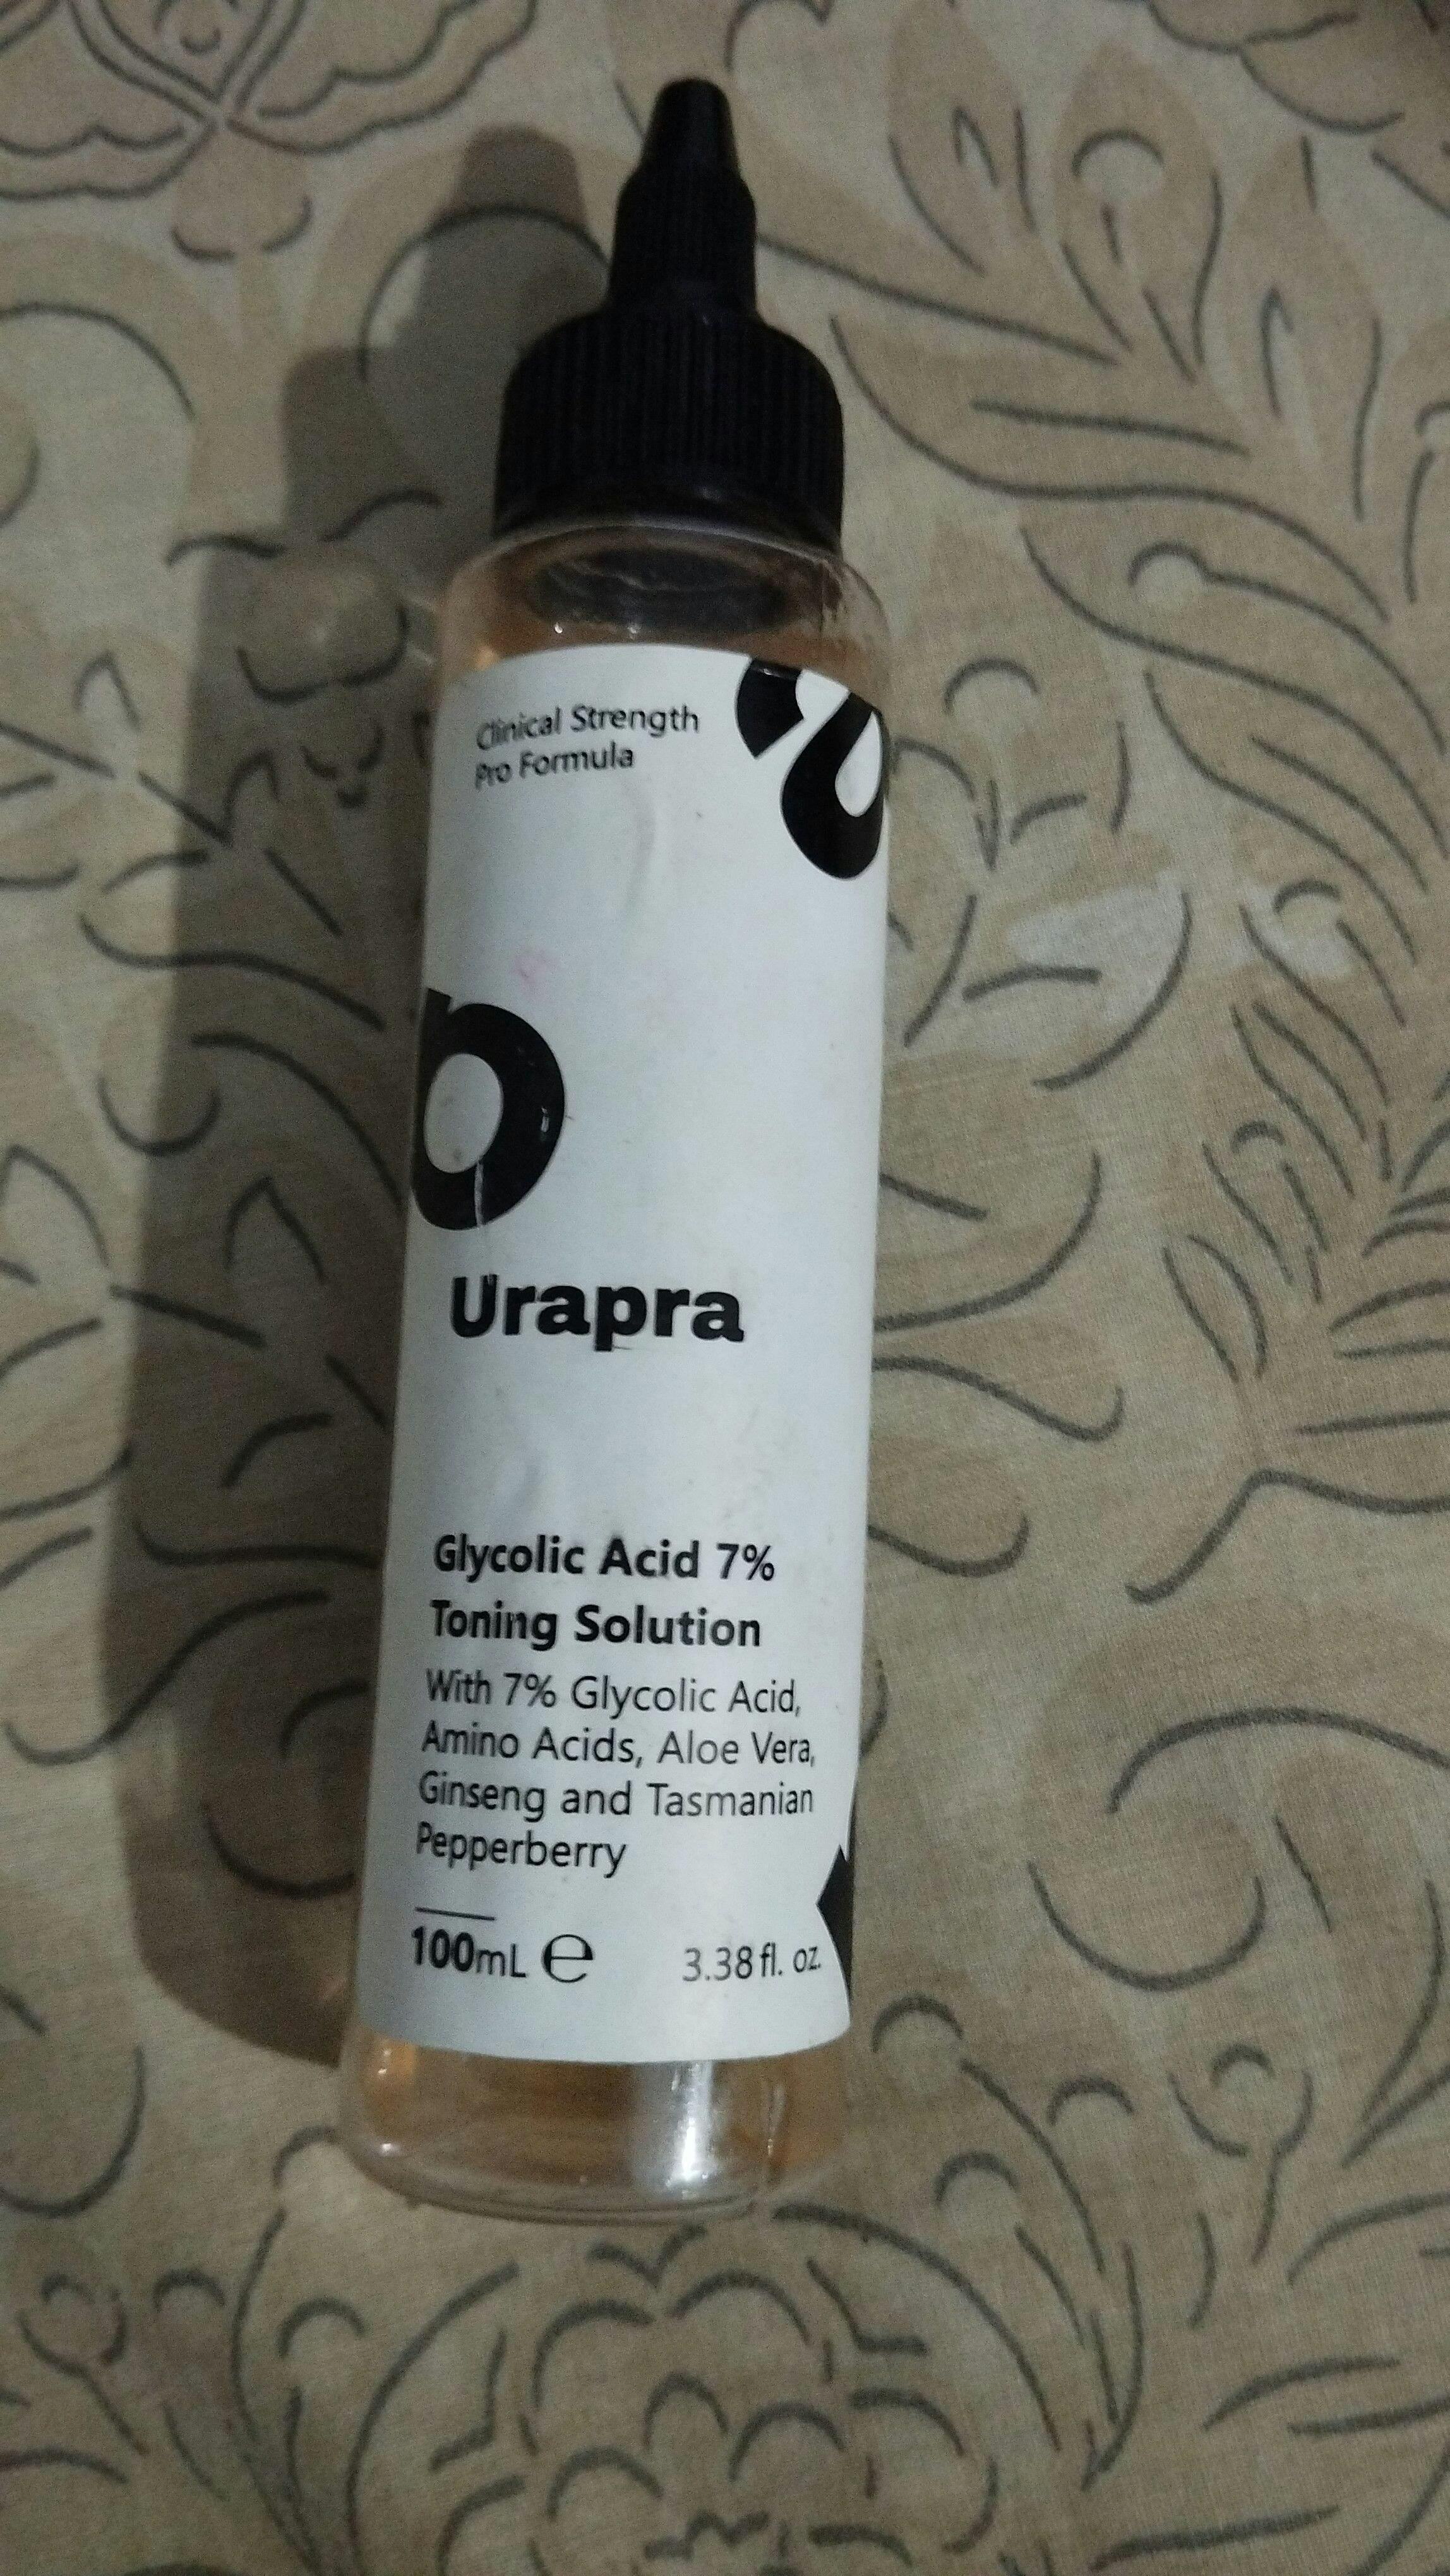 Clinical Strength
Pro Formula
Urapra
Glycolic Acid 7%
Toning Solution
With 7% Glycolic Acid,
Amino Acids, Aloe Vera,
Ginseng and Tasmanian
Pepperberry
100mL ℮ 3.38 fl. oz.